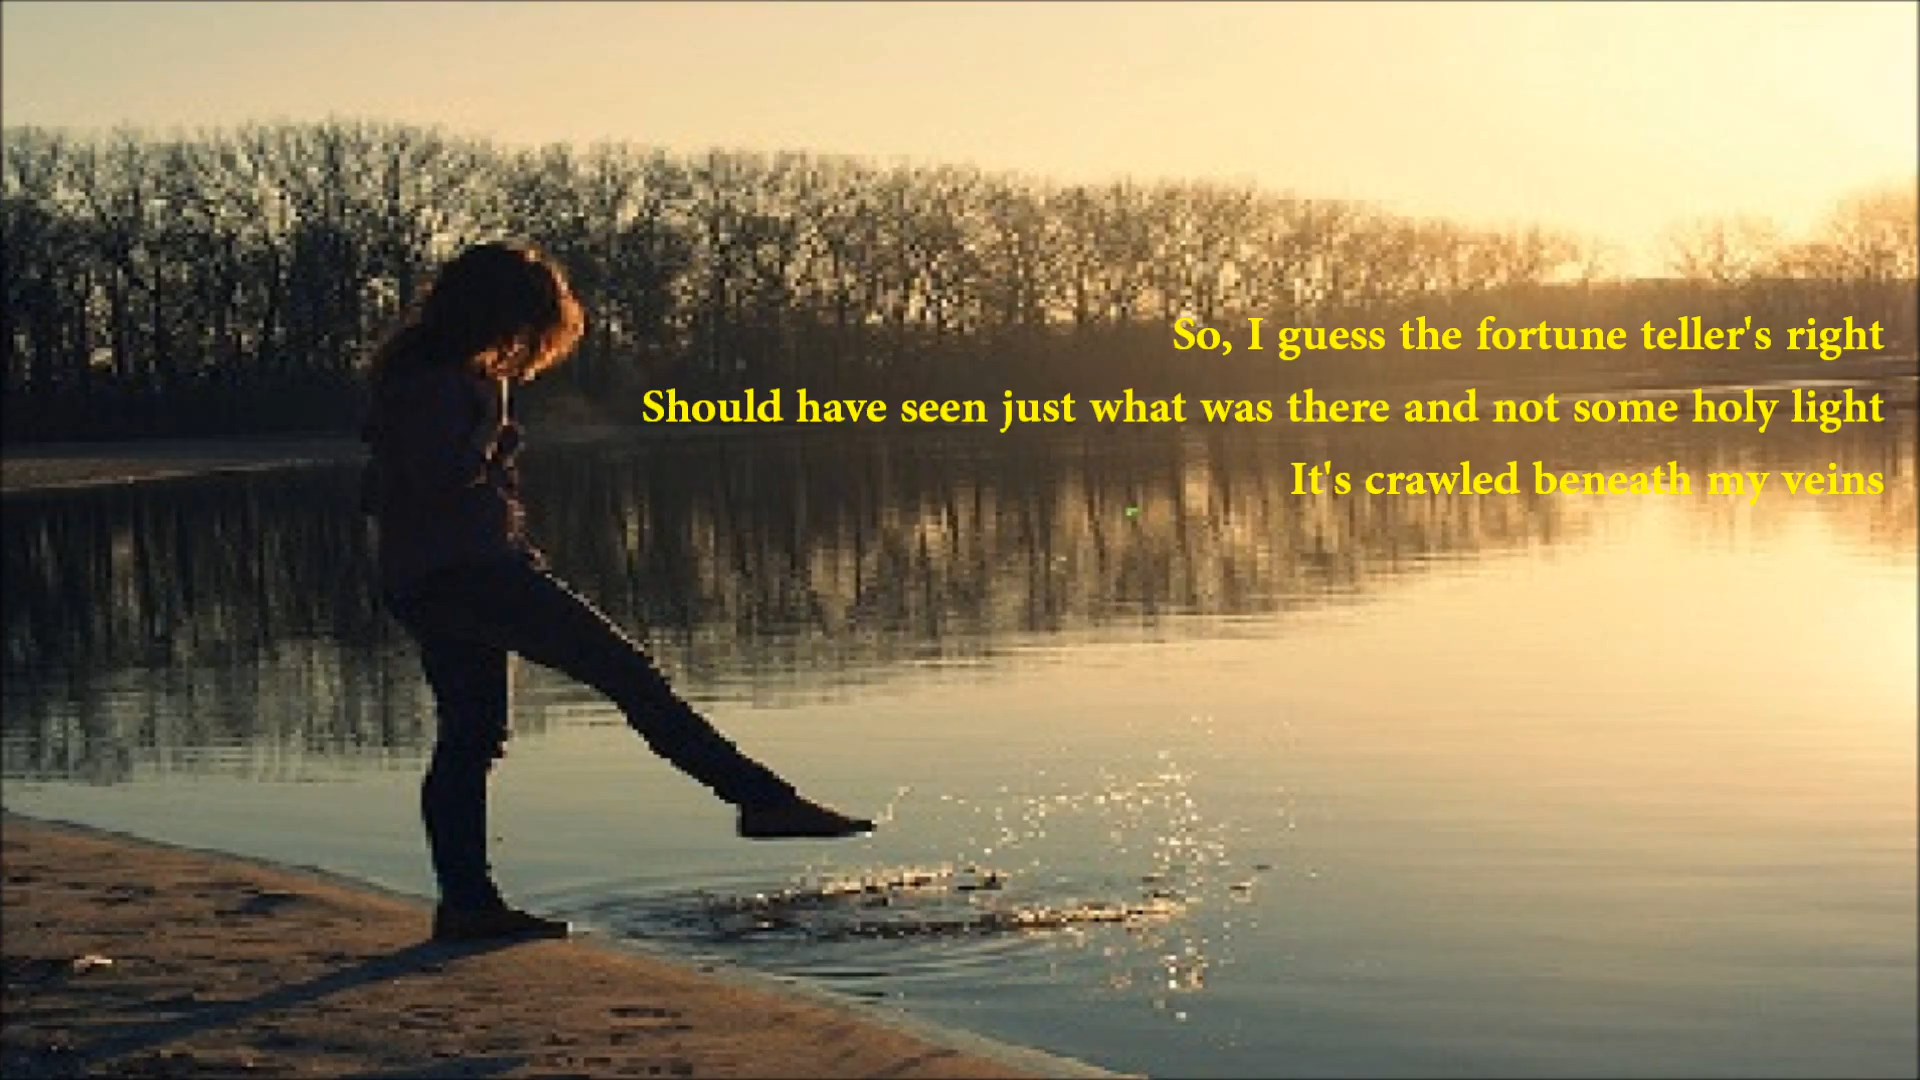 So, I guess the fortune teller's right
Should have seen just what was there and not some holy light
It's crawled beneath my veins